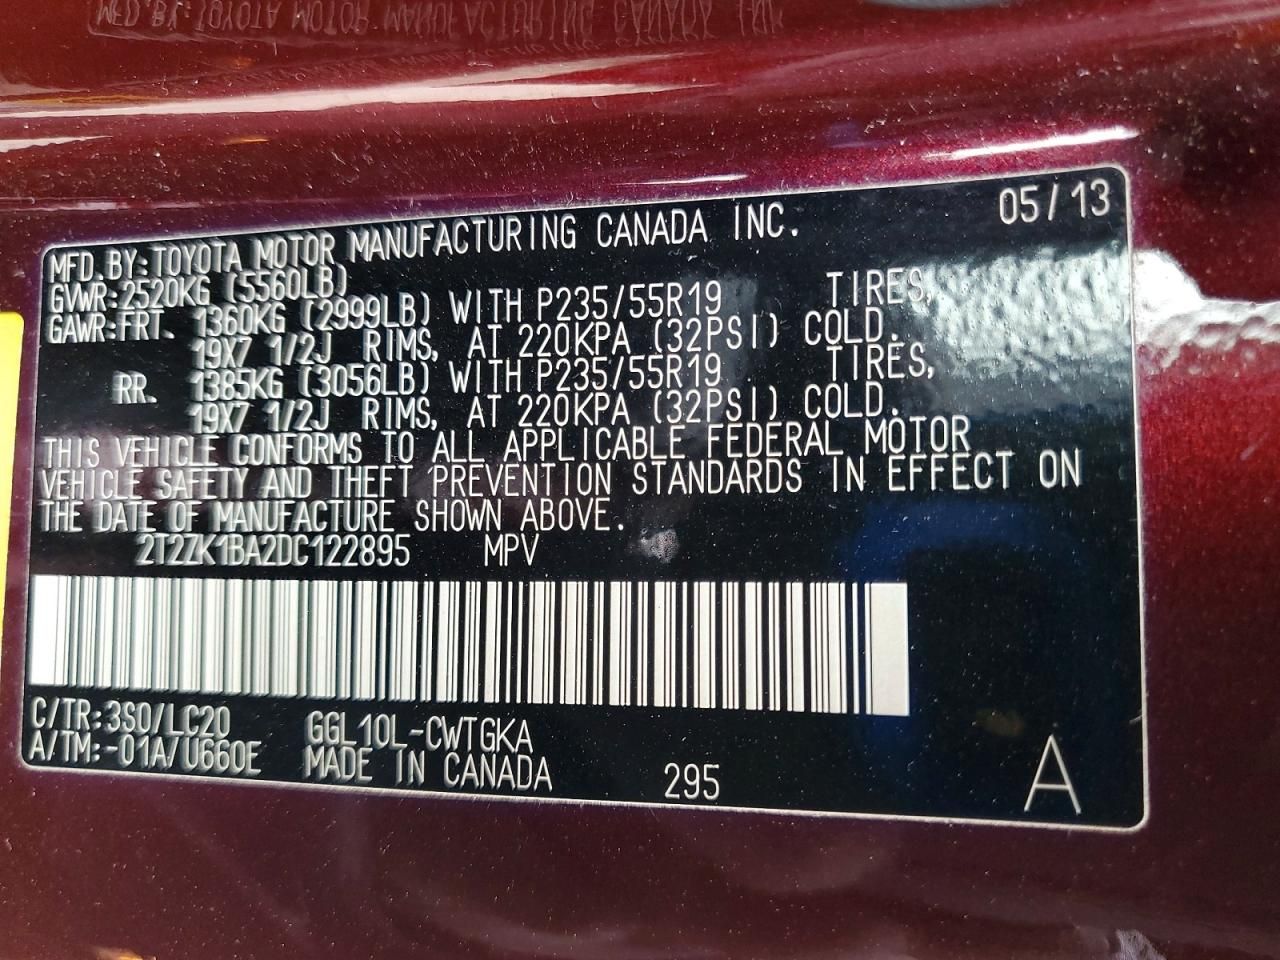 05/13
MFD.BY:TOYOTA MOTOR MANUFACTURING CANADA INC.
GVWR:2520KG (5560LB)
GAWR:FRT. 1360KG (2999LB) WITH P235/55R19 TIRES,
19X7 1/2J RIMS, AT 220KPA (32PSI) COLD.
RR. 1385KG (3056LB) WITH P235/55R19 TIRES,
19X7 1/2J RIMS, AT 220KPA (32PSI) COLD.
THIS VEHICLE CONFORMS TO ALL APPLICABLE FEDERAL MOTOR
VEHICLE SAFETY AND THEFT PREVENTION STANDARDS IN EFFECT ON
THE DATE OF MANUFACTURE SHOWN ABOVE.
2T2ZK1BA2DC122895 MPV
C/TR:3S0/LC20 GGL10L-CWTGKA
A/TM:-01A/U660E MADE IN CANADA 295 A